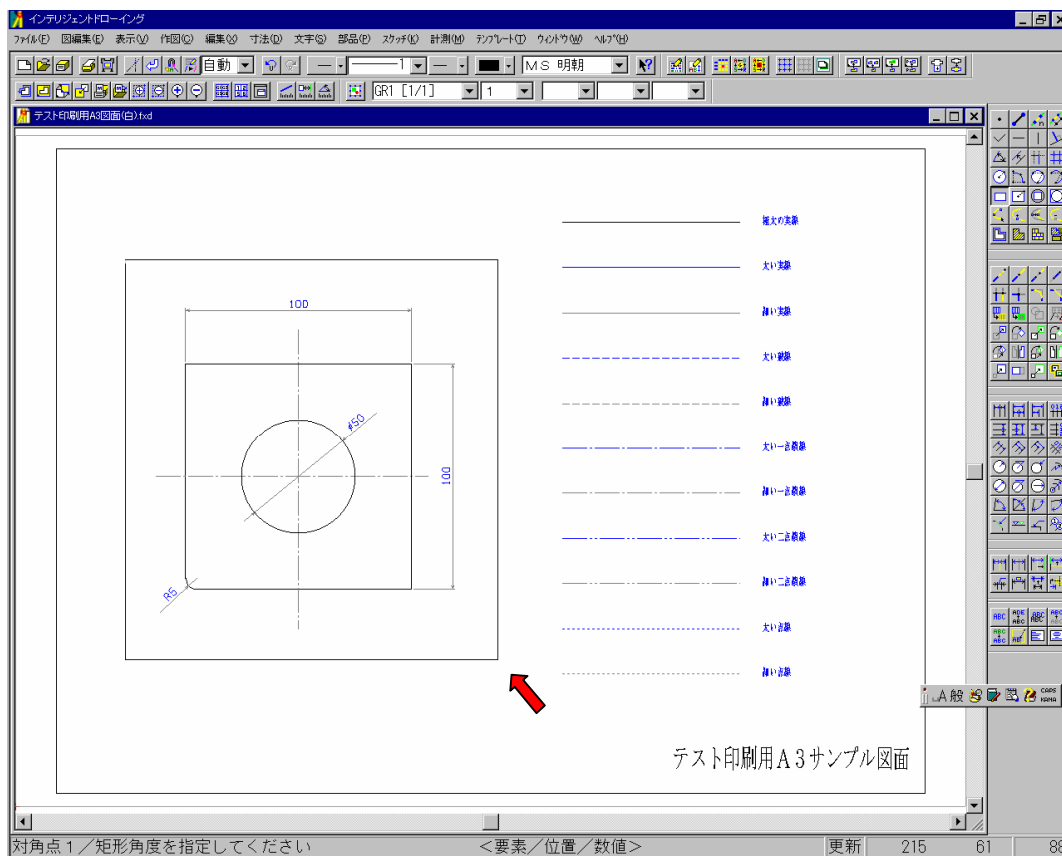 インテリジェントドローイング
ファイル(F) 図編集(E) 表示(V) 作図(C) 編集(X) 寸法(D) 文字(S) 部品(P) スケッチ(K) 計測(M) テンプレート(T) ウィンドウ(W) ヘルプ(H)
自動 1 MS 明朝
GR1 [1/1] 1
テスト印刷用A3図面(白).fxd
極太の実線
太い実線
細い実線
太い破線
細い破線
太い一点鎖線
細い一点鎖線
太い二点鎖線
細い二点鎖線
太い点線
細い点線
100
φ50
100
R5
テスト印刷用A3サンプル図面
A 般 CAPS KANA
対角点1/矩形角度を指定してください <要素/位置/数値> 更新 215 61